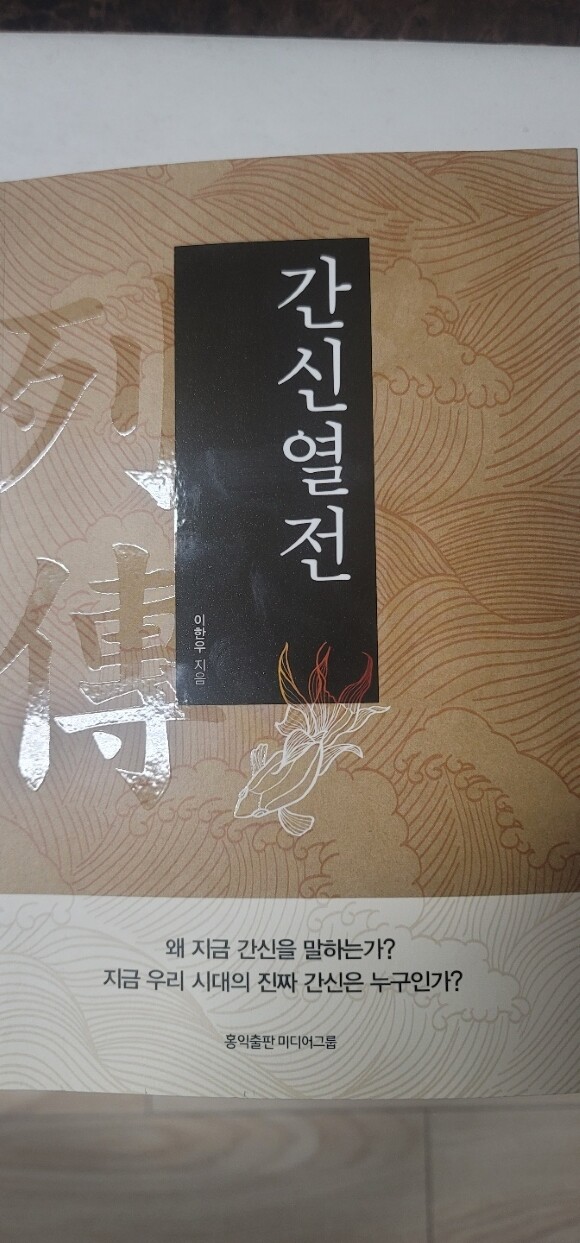 간신열전
列傳
이한우 지음
왜 지금 간신을 말하는가?
지금 우리 시대의 진짜 간신은 누구인가?
홍익출판 미디어그룹